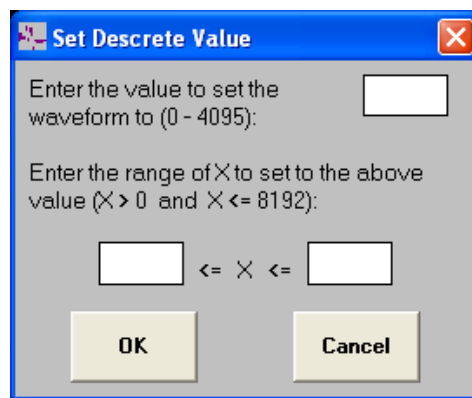 Set Descrete Value
Enter the value to set the
waveform to (0 - 4095):
Enter the range of X to set to the above
value (X > 0 and X <= 8192):
<= X <=
OK Cancel